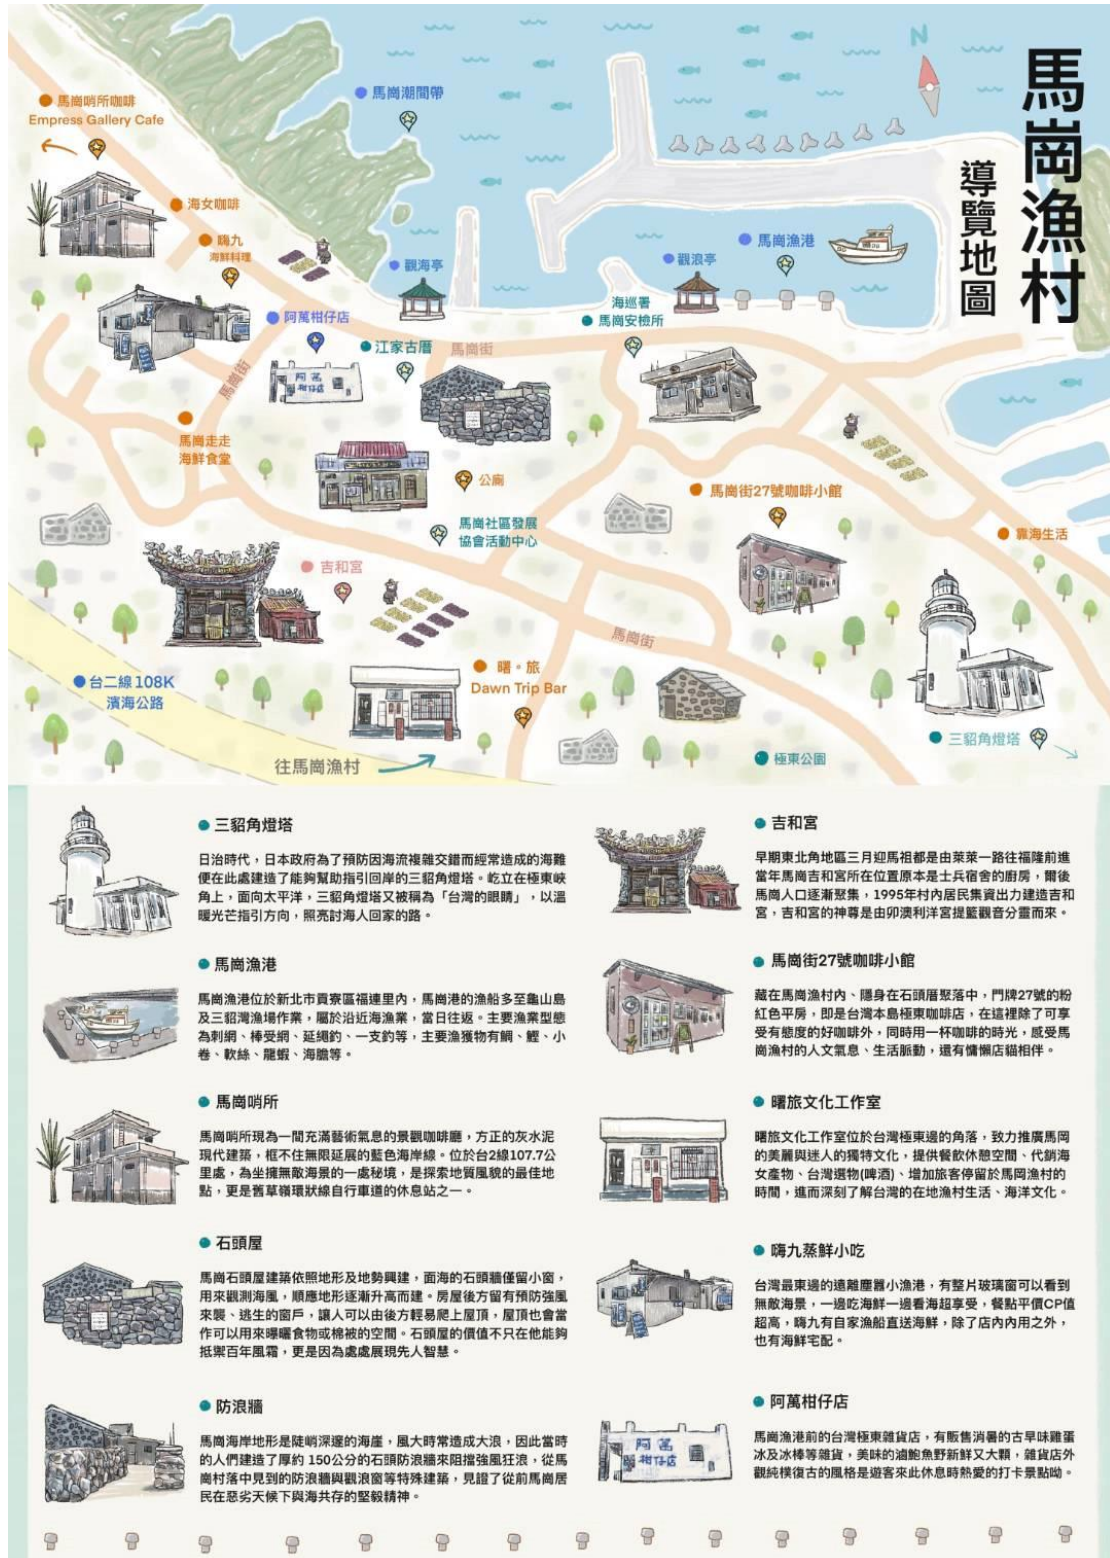 馬崗漁村
導覽地圖
N
馬崗哨所咖啡
Empress Gallery Cafe
馬崗潮間帶
海女咖啡
嗨九
海鮮料理
觀海亭
觀浪亭
馬崗漁港
海巡署
馬崗安檢所
阿萬柑仔店
阿萬
柑仔店
江家古厝
馬崗街
馬崗街
馬崗走走
海鮮食堂
公廁
馬崗街27號咖啡小館
馬崗社區發展
協會活動中心
靠海生活
吉和宮
馬崗街
曙。旅
Dawn Trip Bar
台二線108K
濱海公路
三貂角燈塔
極東公園
往馬崗漁村
三貂角燈塔
日治時代，日本政府為了預防因海流複雜交錯而經常造成的海難
便在此處建造了能夠幫助指引回岸的三貂角燈塔。屹立在極東峽
角上，面向太平洋，三貂角燈塔又被稱為「台灣的眼睛」，以溫
暖光芒指引方向，照亮討海人回家的路。
馬崗漁港
馬崗漁港位於新北市貢寮區福連里內，馬崗港的漁船多至龜山島
及三貂灣漁場作業，屬於沿近海漁業，當日往返。主要漁業型態
為刺網、棒受網、延繩釣、一支釣等，主要漁獲物有鯛、鰹、小
卷、軟絲、龍蝦、海膽等。
馬崗哨所
馬崗哨所現為一間充滿藝術氣息的景觀咖啡廳，方正的灰水泥
現代建築，框不住無限延展的藍色海岸線。位於台2線107.7公
里處，為坐擁無敵海景的一處秘境，是探索地質風貌的最佳地
點，更是舊草嶺環狀線自行車道的休息站之一。
石頭屋
馬崗石頭屋建築依照地形及地勢興建，面海的石頭牆僅留小窗，
用來觀測海風，順應地形逐漸升高而建。房屋後方留有預防強風
來襲、逃生的窗戶，讓人可以由後方輕易爬上屋頂，屋頂也會當
作可以用來曝曬食物或棉被的空間。石頭屋的價值不只在他能夠
抵禦百年風霜，更是因為處處展現先人智慧。
防浪牆
馬崗海岸地形是陡峭深邃的海崖，風大時常造成大浪，因此當時
的人們建造了厚約 150公分的石頭防浪牆來阻擋強風狂浪，從馬
崗村落中見到的防浪牆與觀浪窗等特殊建築，見證了從前馬崗居
民在惡劣天候下與海共存的堅毅精神。
吉和宮
早期東北角地區三月迎馬祖都是由萊萊一路往福隆前進
當年馬崗吉和宮所在位置原本是士兵宿舍的廚房，爾後
馬崗人口逐漸聚集，1995年村內居民集資出力建造吉和
宮，吉和宮的神尊是由卯澳利洋宮提籃觀音分靈而來。
馬崗街27號咖啡小館
藏在馬崗漁村內、隱身在石頭厝聚落中，門牌27號的粉
紅色平房，即是台灣本島極東咖啡店，在這裡除了可享
受有態度的好咖啡外，同時用一杯咖啡的時光，感受馬
崗漁村的人文氣息、生活脈動，還有慵懶店貓相伴。
曙旅文化工作室
曙旅文化工作室位於台灣極東邊的角落，致力推廣馬罔
的美麗與迷人的獨特文化，提供餐飲休憩空間、代銷海
女產物、台灣選物(啤酒)、增加旅客停留於馬罔漁村的
時間，進而深刻了解台灣的在地漁村生活、海洋文化。
嗨九蒸鮮小吃
台灣最東邊的遠離塵囂小漁港，有整片玻璃窗可以看到
無敵海景，一邊吃海鮮一邊看海超享受，餐點平價CP值
超高，嗨九有自家漁船直送海鮮，除了店內內用之外，
也有海鮮宅配。
阿萬柑仔店
馬崗漁港前的台灣極東雜貨店，有販售消暑的古早味雞蛋
冰及冰棒等雜貨，美味的滷鮑魚野新鮮又大顆，雜貨店外
觀純樸復古的風格是遊客來此休息時熱愛的打卡景點呦。
阿萬
柑仔店